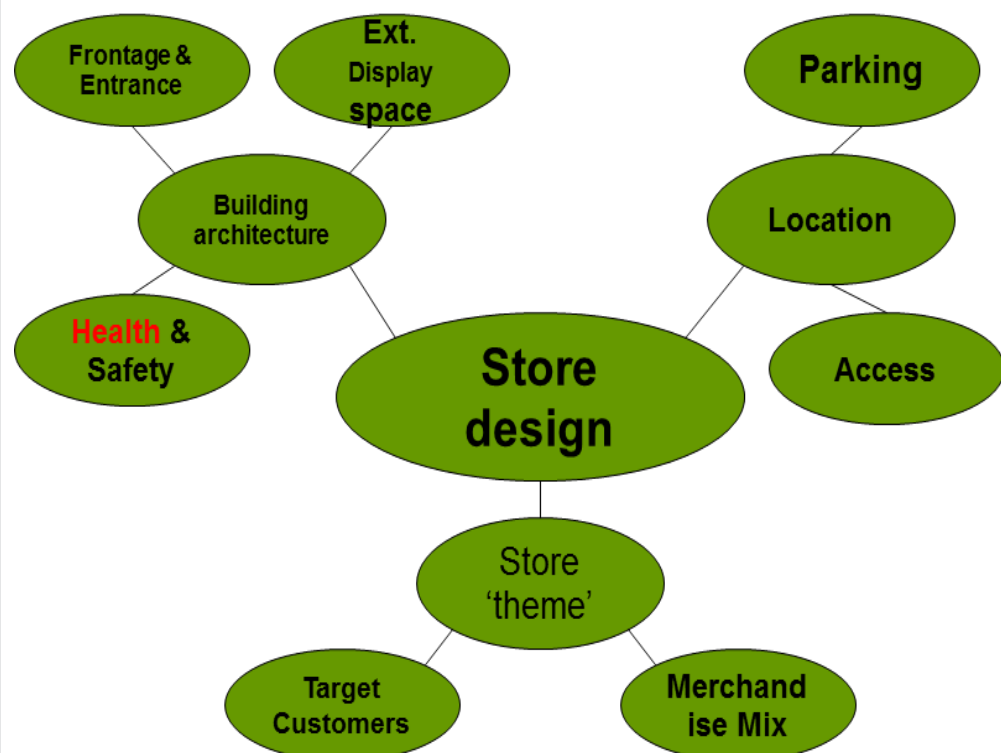 Frontage &
Entrance
Ext.
Display
space
Parking
Building
architecture
Location
Health &
Safety
Store
design
Access
Store
‘theme’
Target
Customers
Merchand
ise Mix